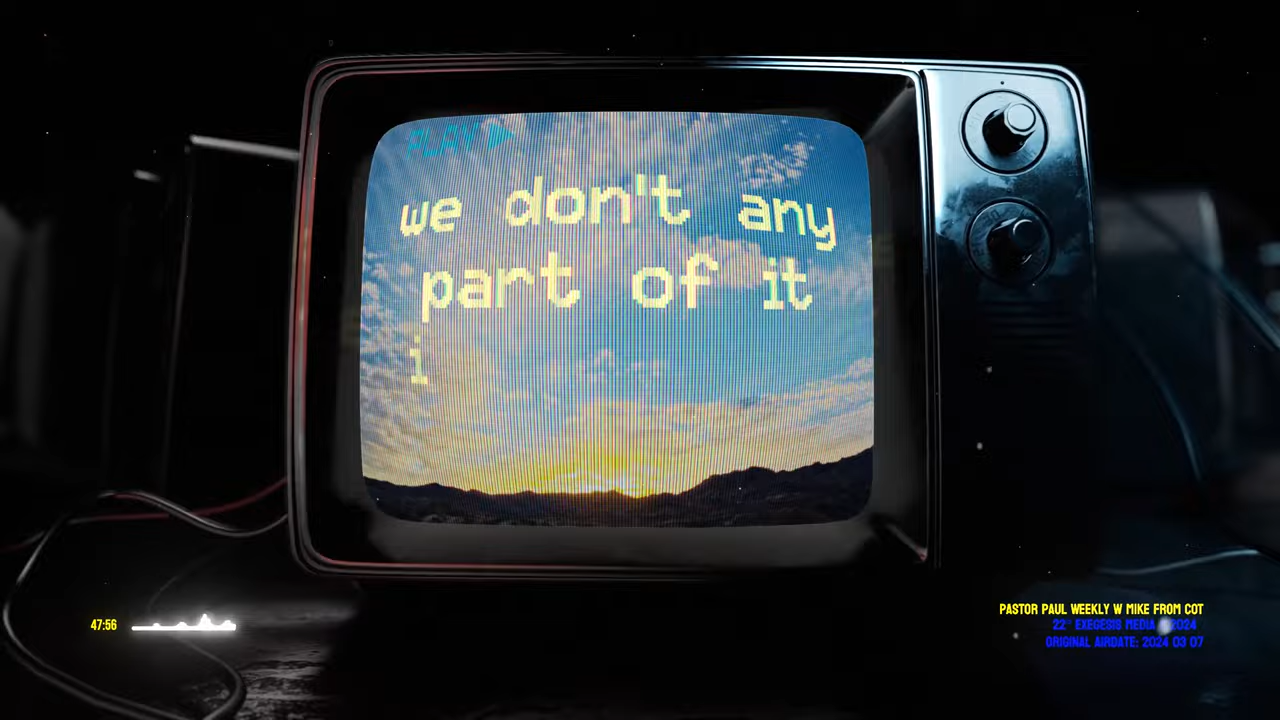 PLAY
we don't any
part of it
i
47:56
PASTOR PAUL WEEKLY W MIKE FROM COT
22° EXEGESIS MEDIA 2024
ORIGINAL AIRDATE: 2024 03 07